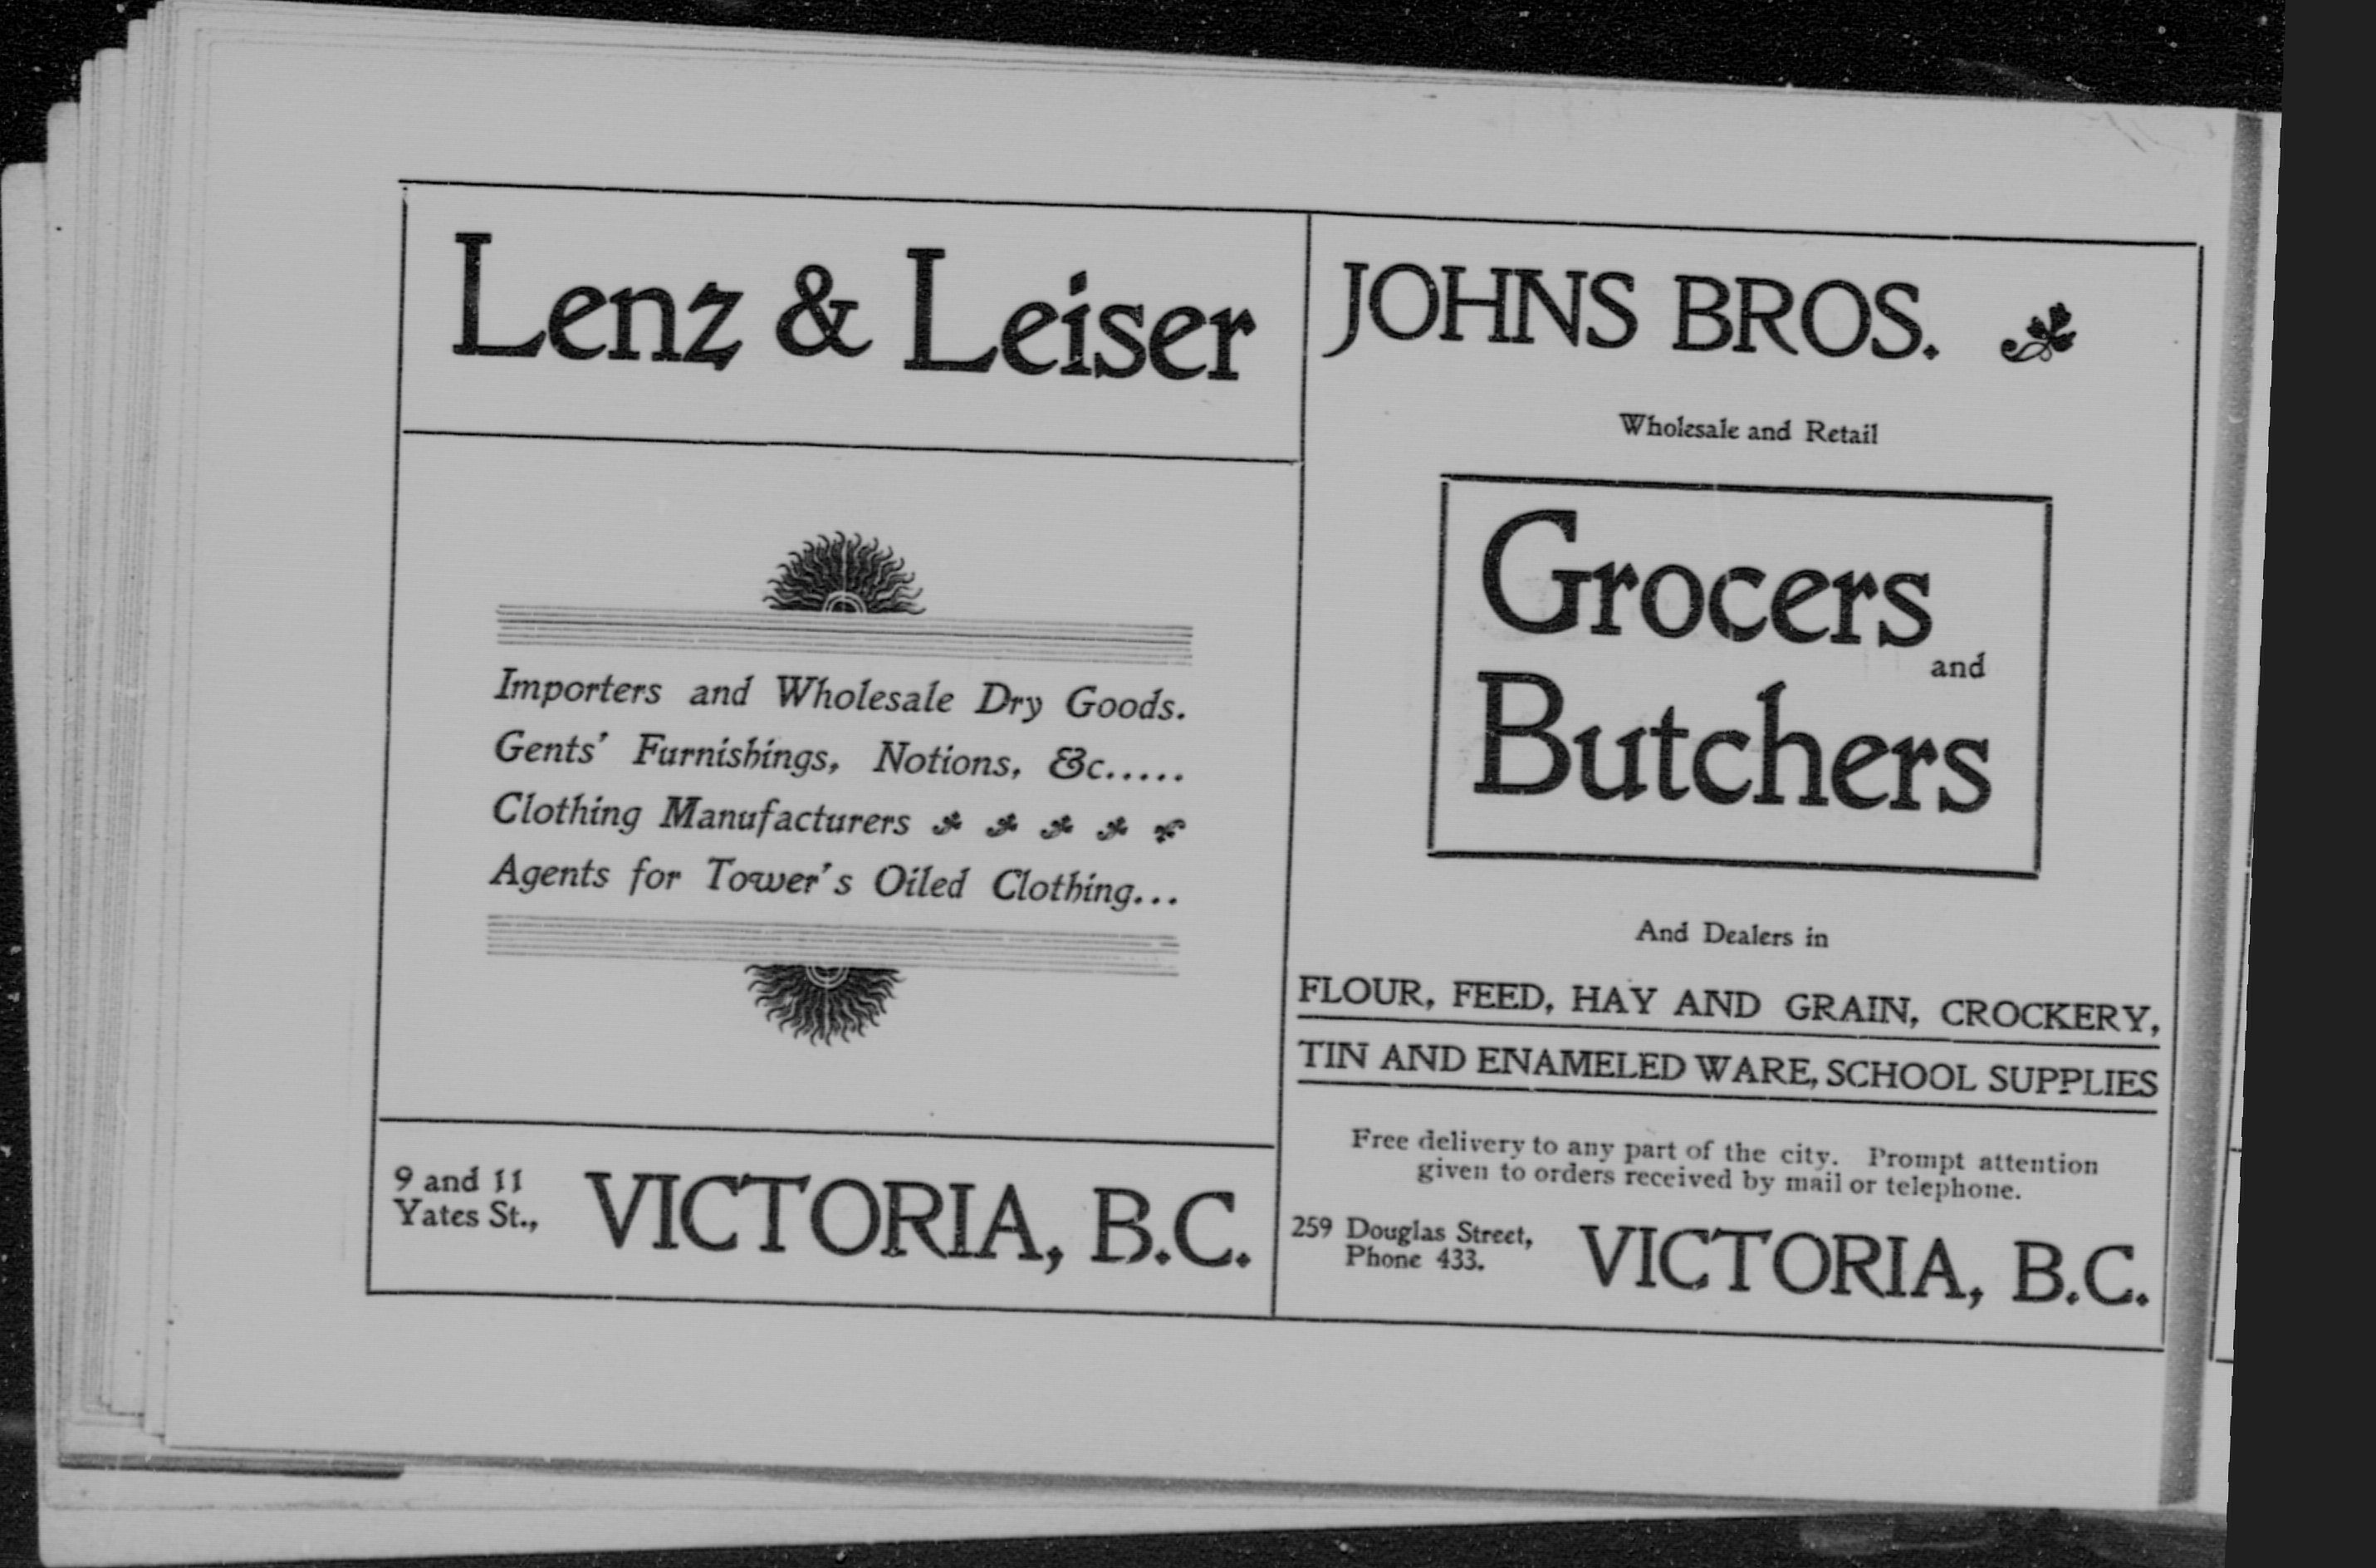 Lenz & Leiser
Importers and Wholesale Dry Goods.
Gents' Furnishings, Notions, &c.....
Clothing Manufacturers
Agents for Tower's Oiled Clothing...
9 and 11
Yates St.,
VICTORIA, B.C.
JOHNS BROS.
Wholesale and Retail
Grocers
and
Butchers
And Dealers in
FLOUR, FEED, HAY AND GRAIN, CROCKERY,
TIN AND ENAMELED WARE, SCHOOL SUPPLIES
Free delivery to any part of the city. Prompt attention
given to orders received by mail or telephone.
259 Douglas Street,
Phone 433.
VICTORIA, B.C.